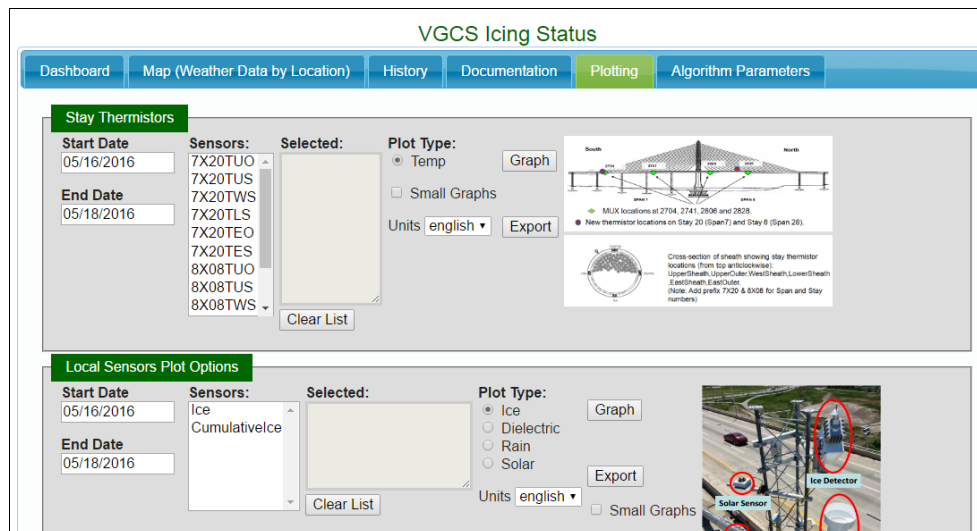 VGCS Icing Status
Dashboard
Map (Weather Data by Location)
History
Documentation
Plotting
Algorithm Parameters
Stay Thermistors
Start Date
05/16/2016
End Date
05/18/2016
Sensors:
7X20TUO
7X20TUS
7X20TWS
7X20TLS
7X20TEO
7X20TES
8X08TUO
8X08TUS
8X08TWS
Selected:
Clear List
Plot Type:
Temp
Small Graphs
Units english
Graph
Export
South
North
2704
SPAN 7
MUX locations at 2704, 2741, 2806 and 2828.
New thermistor locations on Stay 20 (Span7) and Stay 8 (Span 28).
Cross-section of sheath showing stay thermistor
locations (from top anticlockwise):
UpperSheath,UpperOuter,WestSheath,LowerSheath
,EastSheath,EastOuter.
(Note: Add prefix 7X20 & 8X08 for Span and Stay
numbers)
Local Sensors Plot Options
Start Date
05/16/2016
End Date
05/18/2016
Sensors:
Ice
CumulativeIce
Selected:
Clear List
Plot Type:
Ice
Dielectric
Rain
Solar
Units english
Graph
Export
Small Graphs
Ice Detector
Solar Sensor